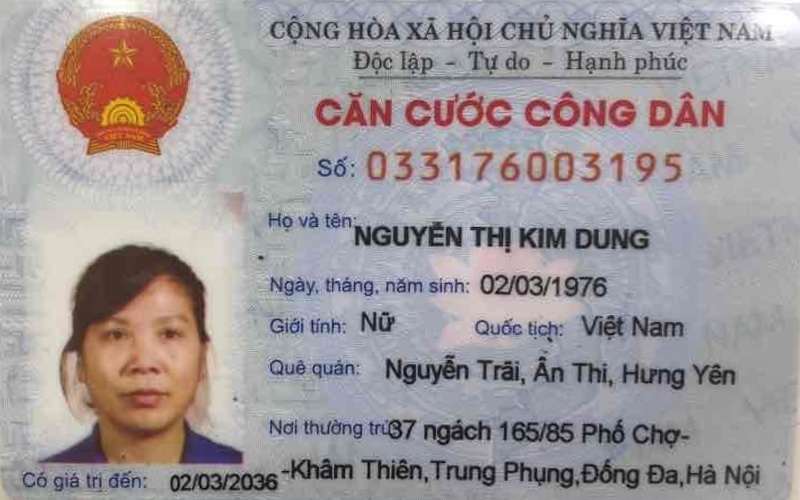 CỘNG HÒA XÃ HỘI CHỦ NGHĨA VIỆT NAM
Độc lập - Tự do - Hạnh phúc
CĂN CƯỚC CÔNG DÂN
Số: 033176003195
Họ và tên: NGUYỄN THỊ KIM DUNG
Ngày, tháng, năm sinh: 02/03/1976
Giới tính: Nữ Quốc tịch: Việt Nam
Quê quán: Nguyễn Trãi, Ân Thi, Hưng Yên
Nơi thường trú: 37 ngách 165/85 Phố Chợ-
-Khâm Thiên,Trung Phụng,Đống Đa,Hà Nội
Có giá trị đến: 02/03/2036